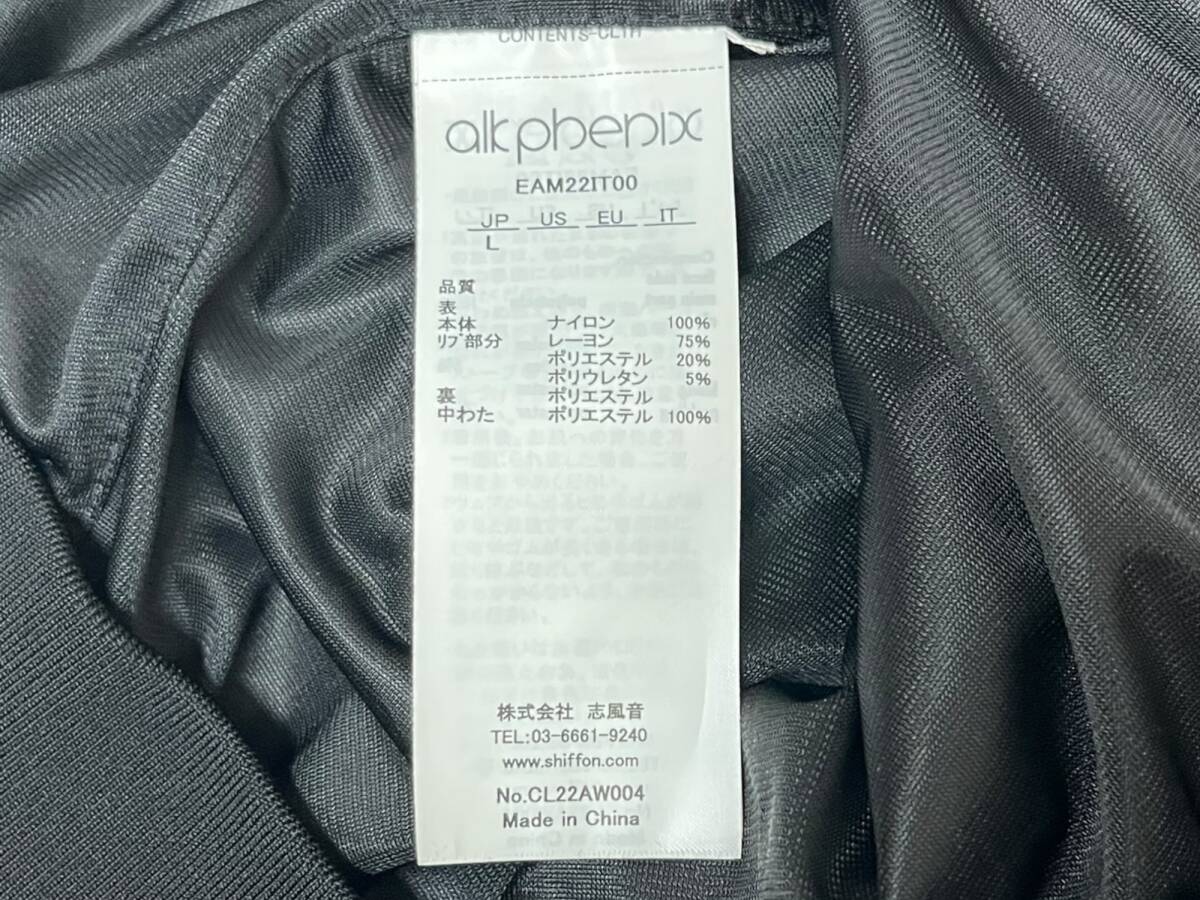 CONTENTS-CLTH
alk phenix
EAM22IT00
JP US EU IT
L
品質
表
本体 ナイロン 100%
ﾘﾌﾞ部分 レーヨン 75%
ポリエステル 20%
ポリウレタン 5%
裏 ポリエステル
中わた ポリエステル 100%
株式会社 志風音
TEL:03-6661-9240
www.shiffon.com
No.CL22AW004
Made in China